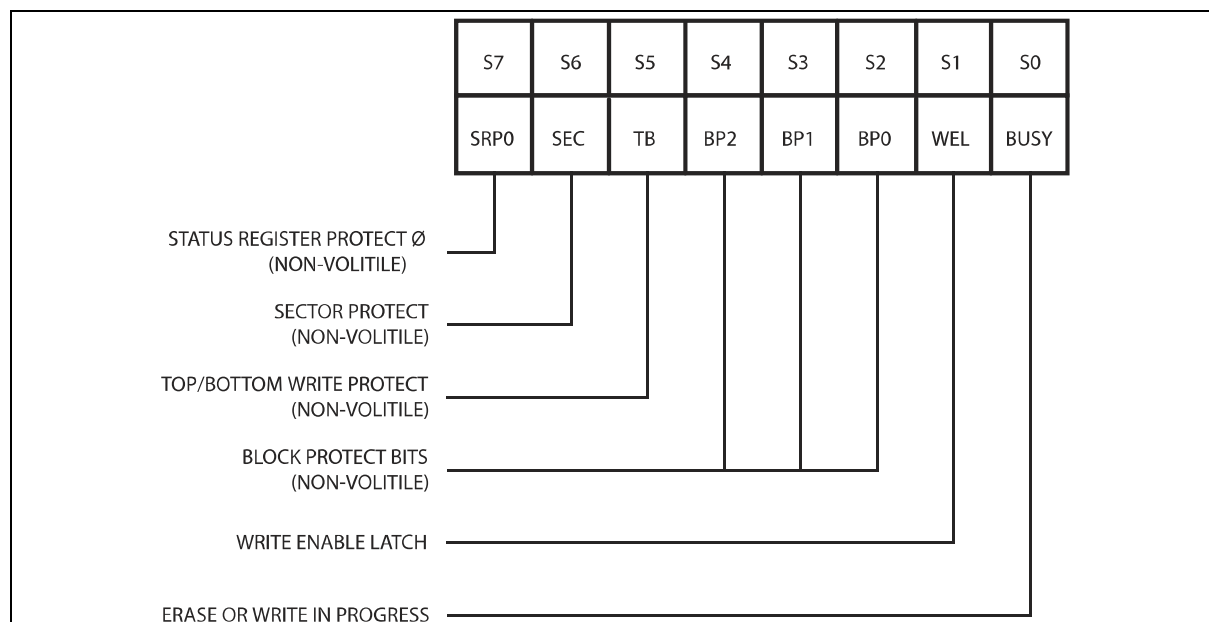 S7 S6 S5 S4 S3 S2 S1 S0
SRP0 SEC TB BP2 BP1 BP0 WEL BUSY
STATUS REGISTER PROTECT Ø
(NON-VOLITILE)
SECTOR PROTECT
(NON-VOLITILE)
TOP/BOTTOM WRITE PROTECT
(NON-VOLITILE)
BLOCK PROTECT BITS
(NON-VOLITILE)
WRITE ENABLE LATCH
ERASE OR WRITE IN PROGRESS